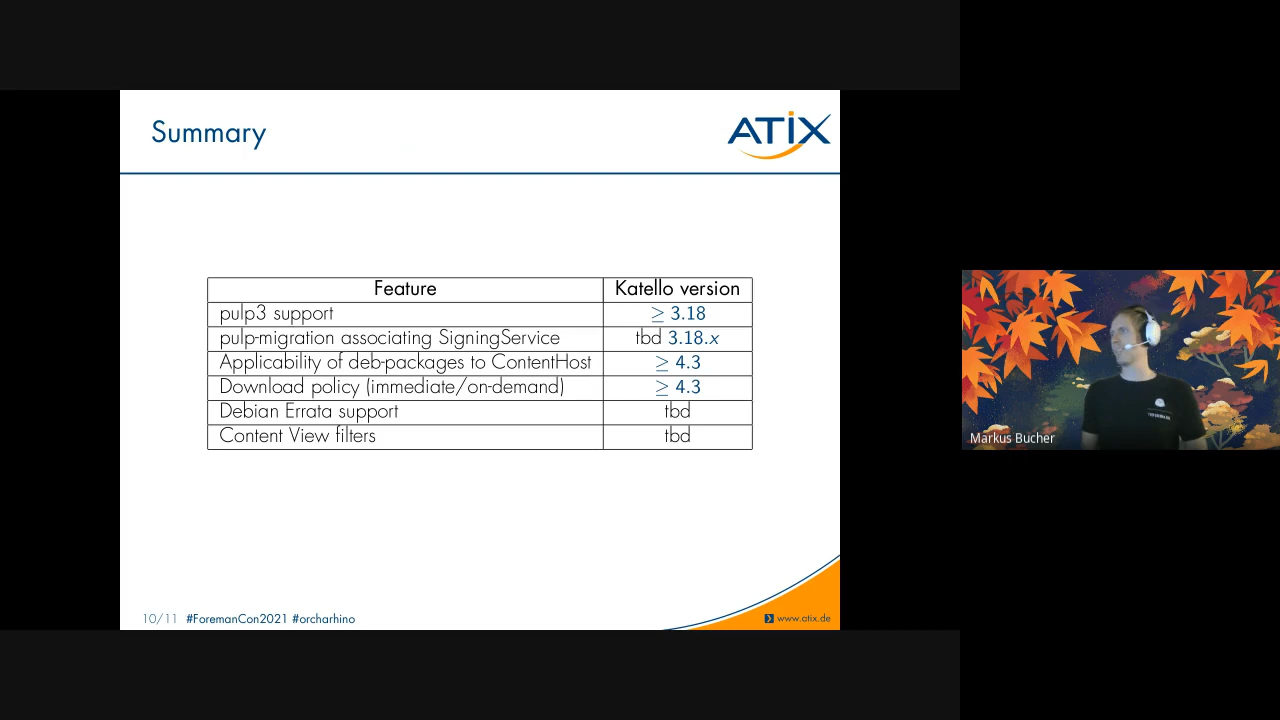 Summary
ATIX
Feature Katello version
pulp3 support ≥ 3.18
pulp-migration associating SigningService tbd 3.18.x
Applicability of deb-packages to ContentHost ≥ 4.3
Download policy (immediate/on-demand) ≥ 4.3
Debian Errata support tbd
Content View filters tbd
Markus Bucher
10/11 #ForemanCon2021 #orcharhino
www.atix.de